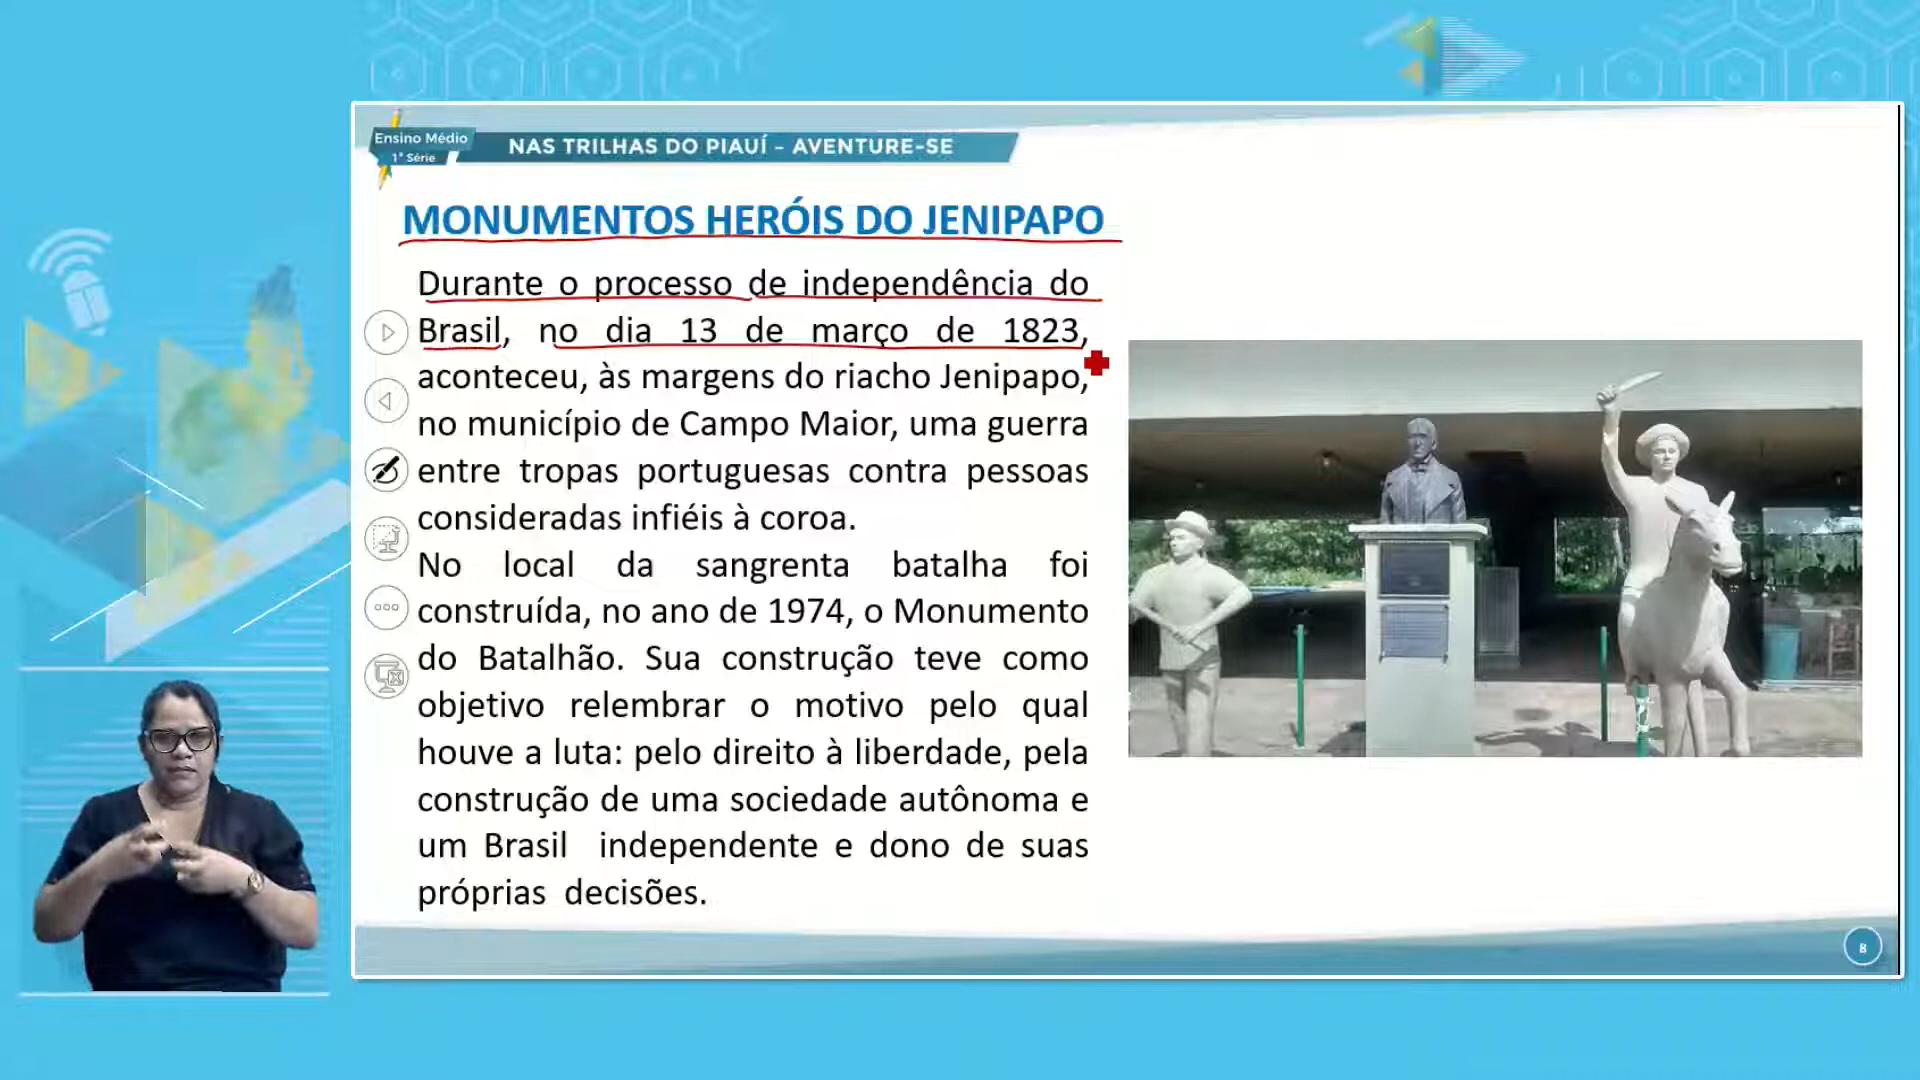 Ensino Médio
1ª Série
NAS TRILHAS DO PIAUÍ – AVENTURE-SE
MONUMENTOS HERÓIS DO JENIPAPO
Durante o processo de independência do
Brasil, no dia 13 de março de 1823,
aconteceu, às margens do riacho Jenipapo,
no município de Campo Maior, uma guerra
entre tropas portuguesas contra pessoas
consideradas infiéis à coroa.
No local da sangrenta batalha foi
construída, no ano de 1974, o Monumento
do Batalhão. Sua construção teve como
objetivo relembrar o motivo pelo qual
houve a luta: pelo direito à liberdade, pela
construção de uma sociedade autônoma e
um Brasil independente e dono de suas
próprias decisões.
8